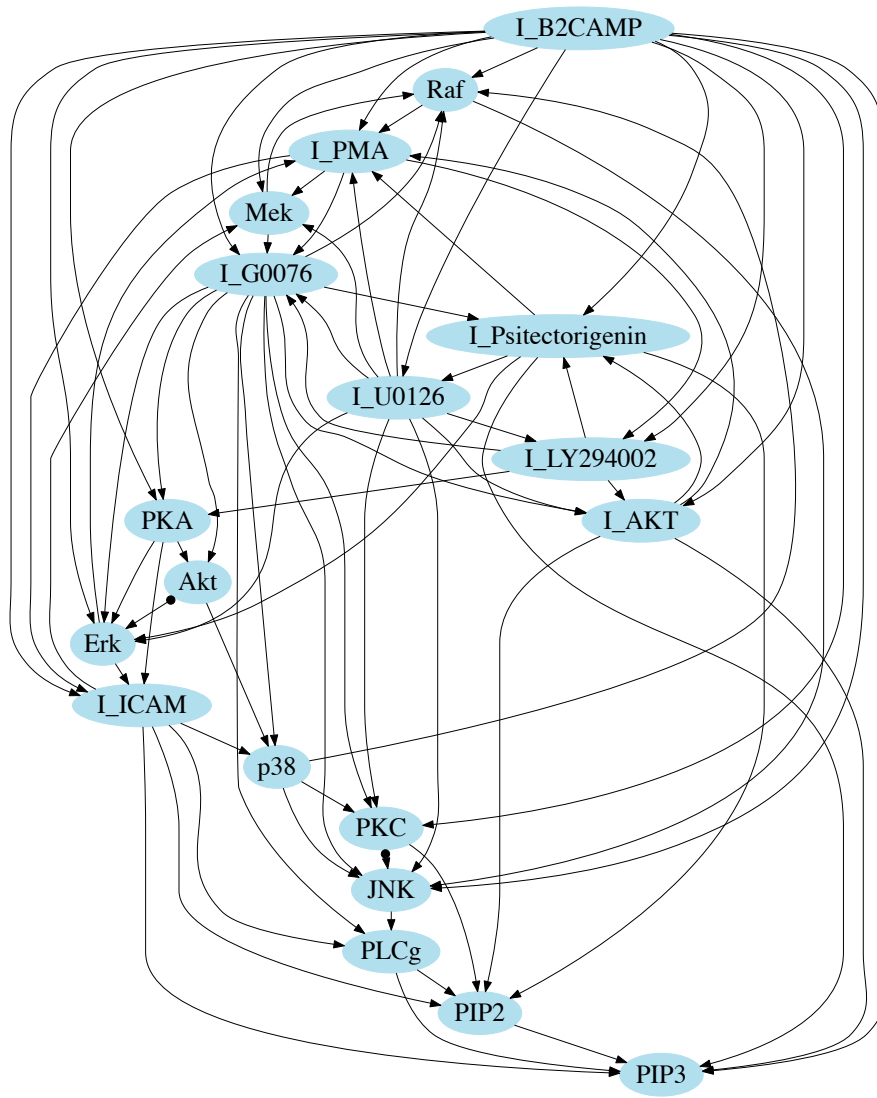 I_B2CAMP
Raf
I_PMA
Mek
I_G0076
I_Psitectorigenin
I_U0126
I_LY294002
PKA
I_AKT
Akt
Erk
I_ICAM
p38
PKC
JNK
PLCg
PIP2
PIP3